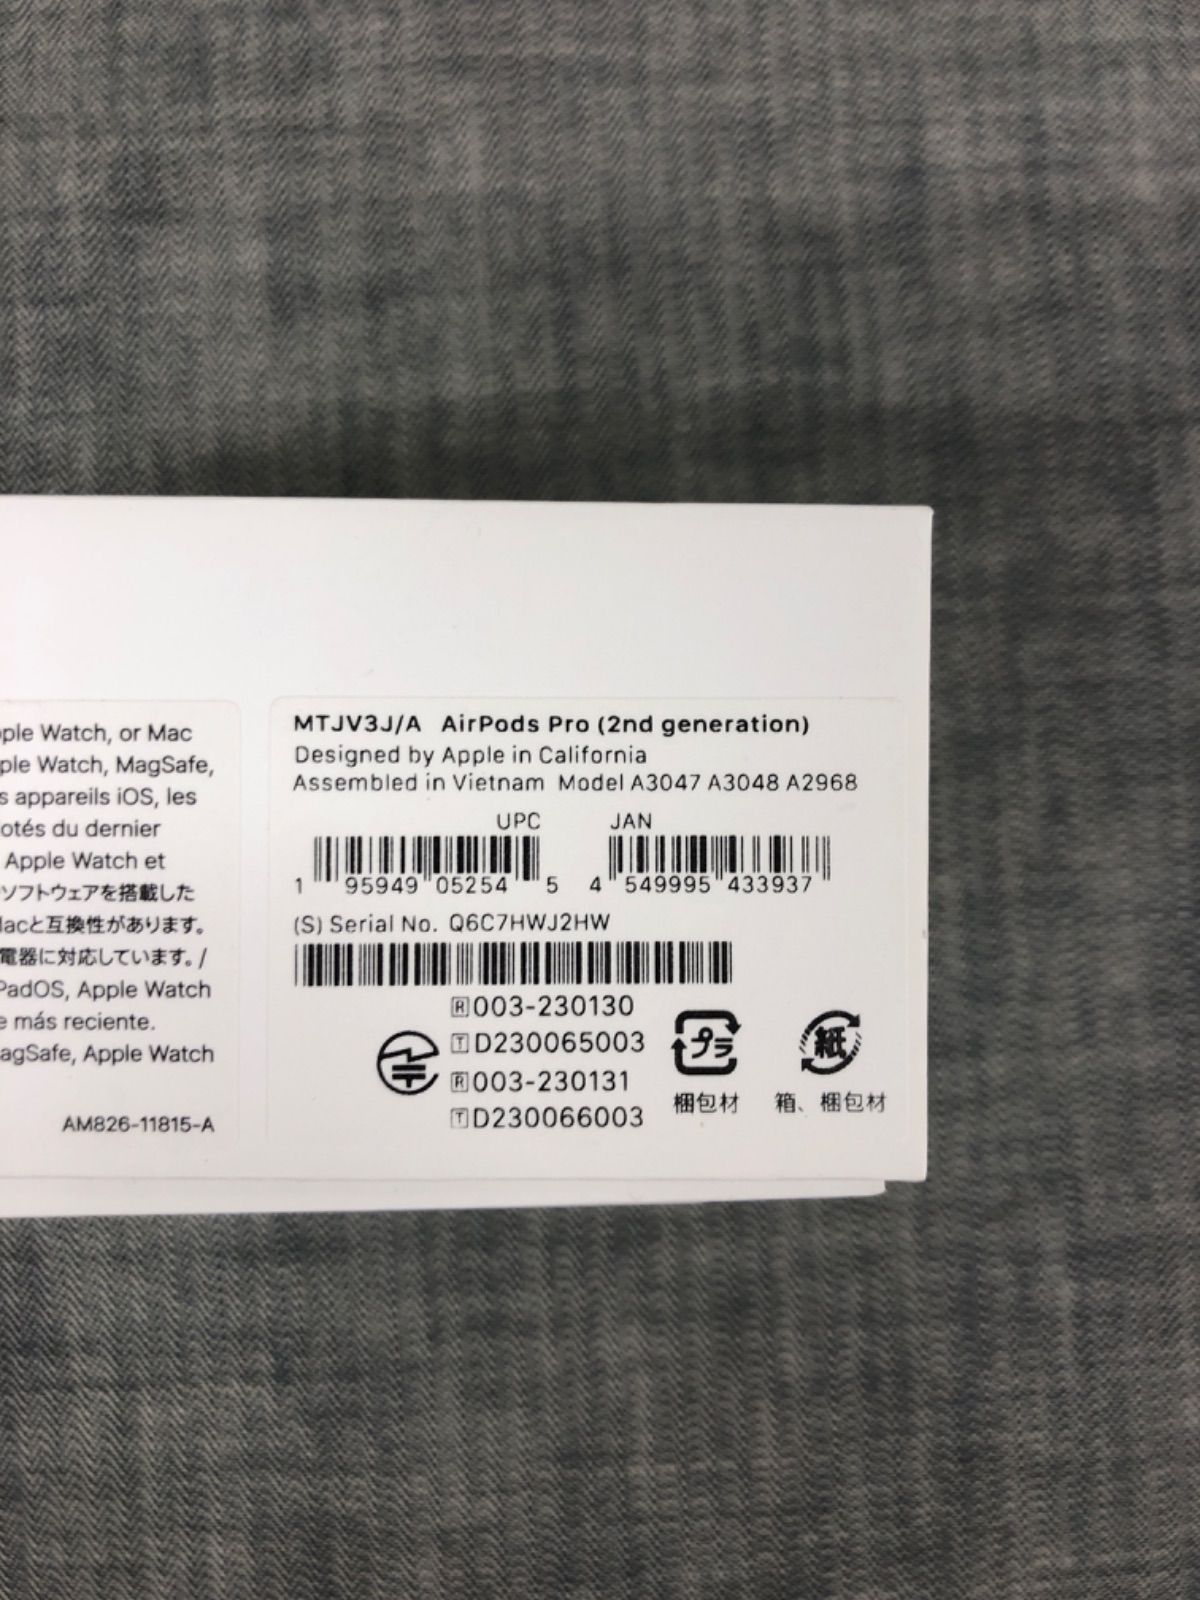 ple Watch, or Mac
ple Watch, MagSafe,
s appareils iOS, les
otés du dernier
Apple Watch et
ソフトウェアを搭載した
Macと互換性があります。
電器に対応しています。/
PadOS, Apple Watch
e más reciente.
agSafe, Apple Watch
AM826-11815-A
MTJV3J/A AirPods Pro (2nd generation)
Designed by Apple in California
Assembled in Vietnam Model A3047 A3048 A2968
UPC JAN
1 95949 05254 5 4 549995 433937
(S) Serial No. Q6C7HWJ2HW
R 003-230130
T D230065003
R 003-230131
T D230066003
プラ
梱包材
紙
箱、梱包材